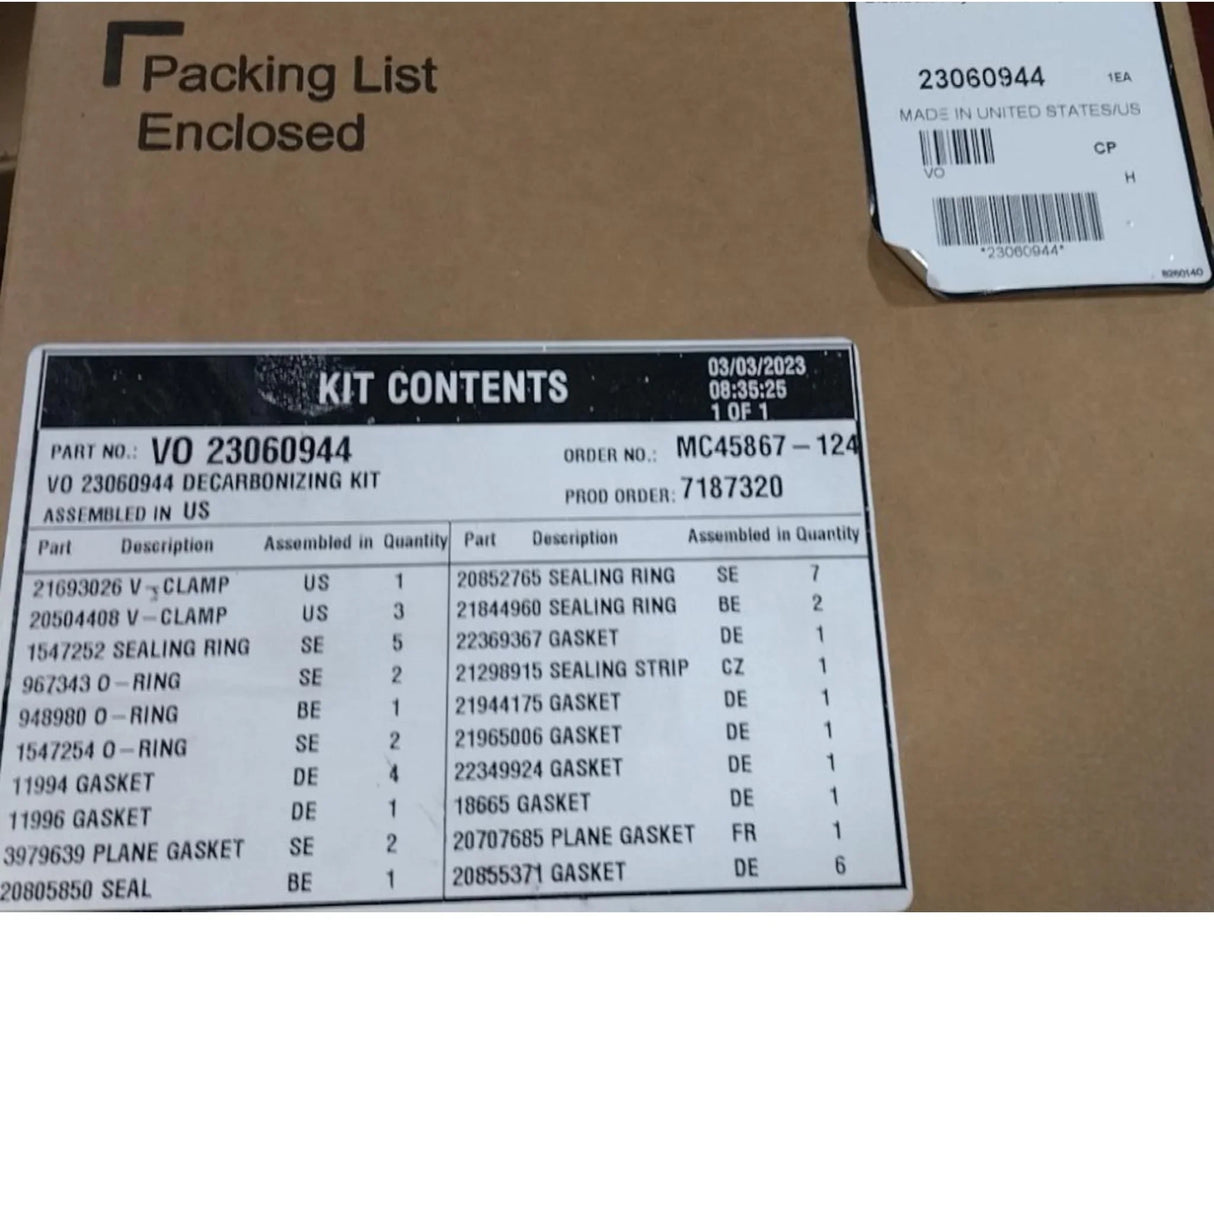 Packing List
Enclosed
23060944 1EA
MADE IN UNITED STATES/US
CP
VO
H
*23060944*
8260140
KIT CONTENTS
03/03/2023
08:35:25
1 OF 1
PART NO.: VO 23060944
ORDER NO.: MC45867-124
VO 23060944 DECARBONIZING KIT
PROD ORDER: 7187320
ASSEMBLED IN US
Part Description Assembled in Quantity
21693026 V-CLAMP US 1
20504408 V-CLAMP US 3
1547252 SEALING RING SE 5
967343 O-RING SE 2
948980 O-RING BE 1
1547254 O-RING SE 2
11994 GASKET DE 4
11996 GASKET DE 1
3979639 PLANE GASKET SE 2
20805850 SEAL BE 1
Part Description Assembled in Quantity
20852765 SEALING RING SE 7
21844960 SEALING RING BE 2
22369367 GASKET DE 1
21298915 SEALING STRIP CZ 1
21944175 GASKET DE 1
21965006 GASKET DE 1
22349924 GASKET DE 1
18665 GASKET DE 1
20707685 PLANE GASKET FR 1
20855371 GASKET DE 6